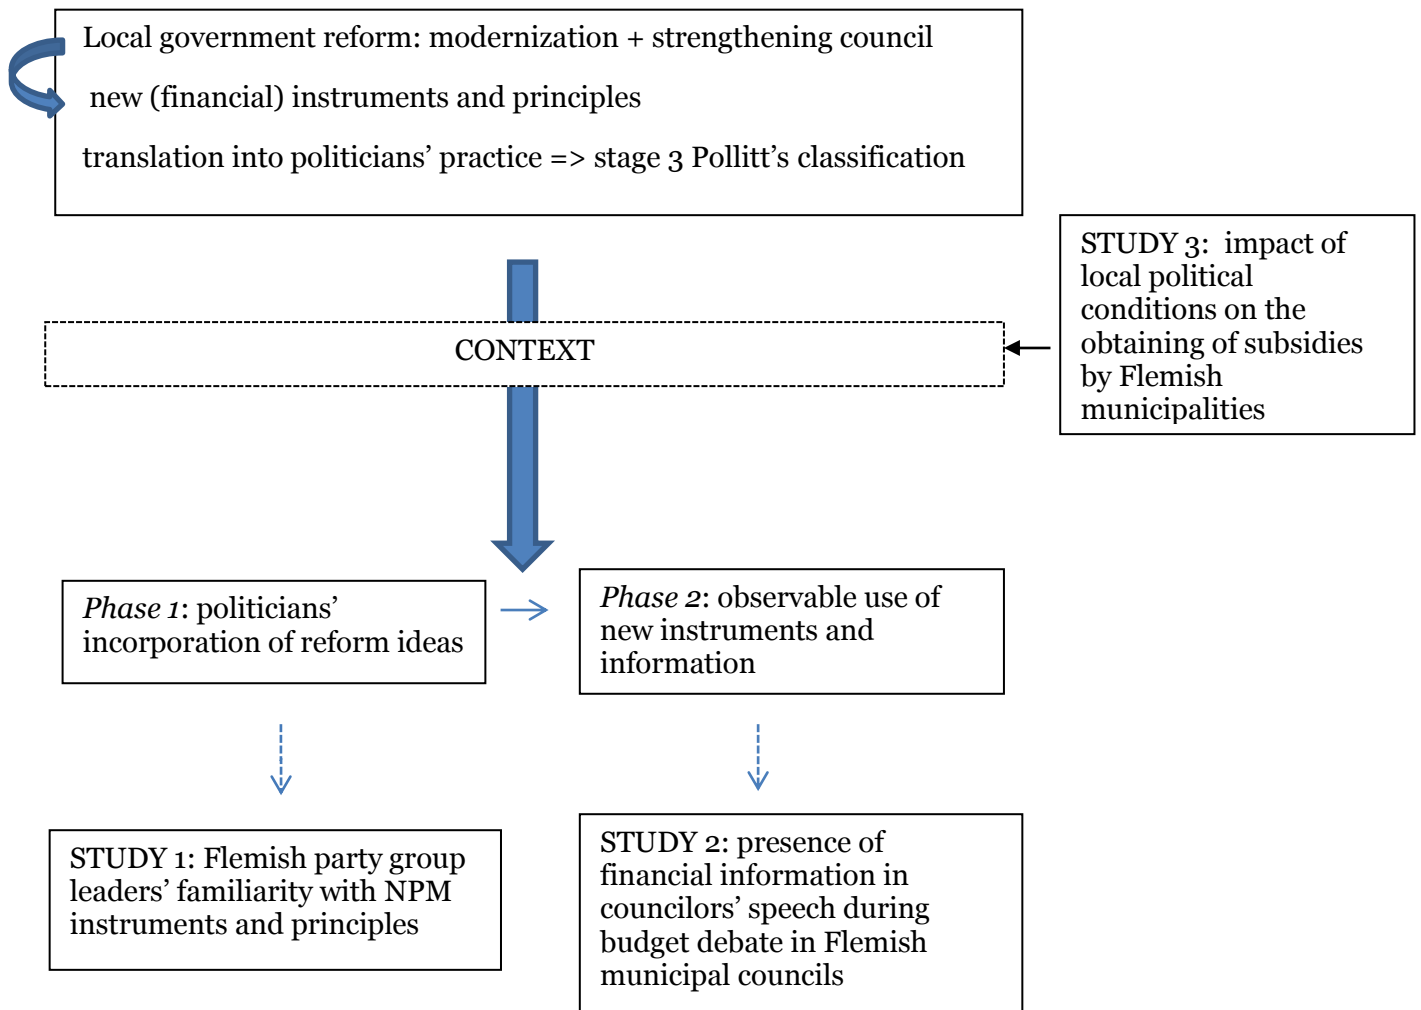 Local government reform: modernization + strengthening council
new (financial) instruments and principles
translation into politicians’ practice => stage 3 Pollitt’s classification
STUDY 3: impact of
local political
conditions on the
obtaining of subsidies
by Flemish
municipalities
CONTEXT
Phase 1: politicians’
incorporation of reform ideas
Phase 2: observable use of
new instruments and
information
STUDY 1: Flemish party group
leaders’ familiarity with NPM
instruments and principles
STUDY 2: presence of
financial information in
councilors’ speech during
budget debate in Flemish
municipal councils